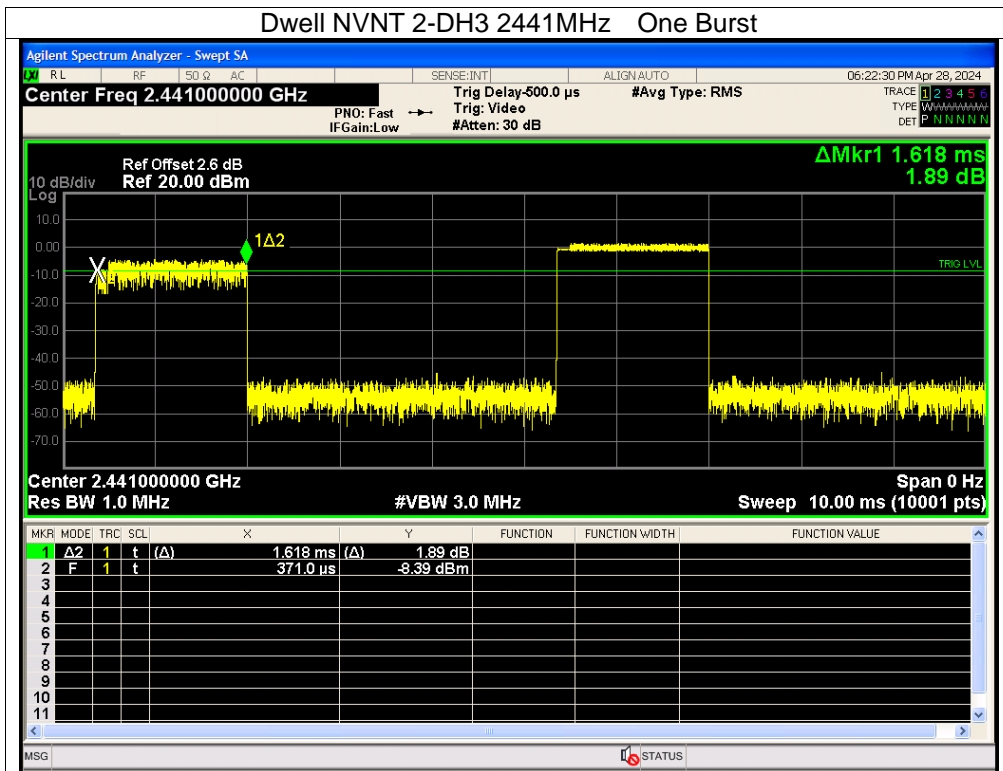 Dwell NVNT 2-DH3 2441MHz One Burst
Agilent Spectrum Analyzer - Swept SA
LXI RL RF 50 Ω AC SENSE:INT ALIGN AUTO 06:22:30 PM Apr 28, 2024
Center Freq 2.441000000 GHz
PNO: Fast
IFGain:Low
Trig Delay-500.0 µs
Trig: Video
#Atten: 30 dB
#Avg Type: RMS
TRACE 1 2 3 4 5 6
TYPE WWWWWWW
DET P N N N N N
ΔMkr1 1.618 ms
1.89 dB
Ref Offset 2.6 dB
10 dB/div Ref 20.00 dBm
Log
10.0
0.00
-10.0
-20.0
-30.0
-40.0
-50.0
-60.0
-70.0
1Δ2
TRIG LVL
Center 2.441000000 GHz Span 0 Hz
Res BW 1.0 MHz #VBW 3.0 MHz Sweep 10.00 ms (10001 pts)
MKR MODE TRC SCL X Y FUNCTION FUNCTION WIDTH FUNCTION VALUE
1 Δ2 1 t (Δ) 1.618 ms (Δ) 1.89 dB
2 F 1 t 371.0 µs -8.39 dBm
3
4
5
6
7
8
9
10
11
MSG STATUS